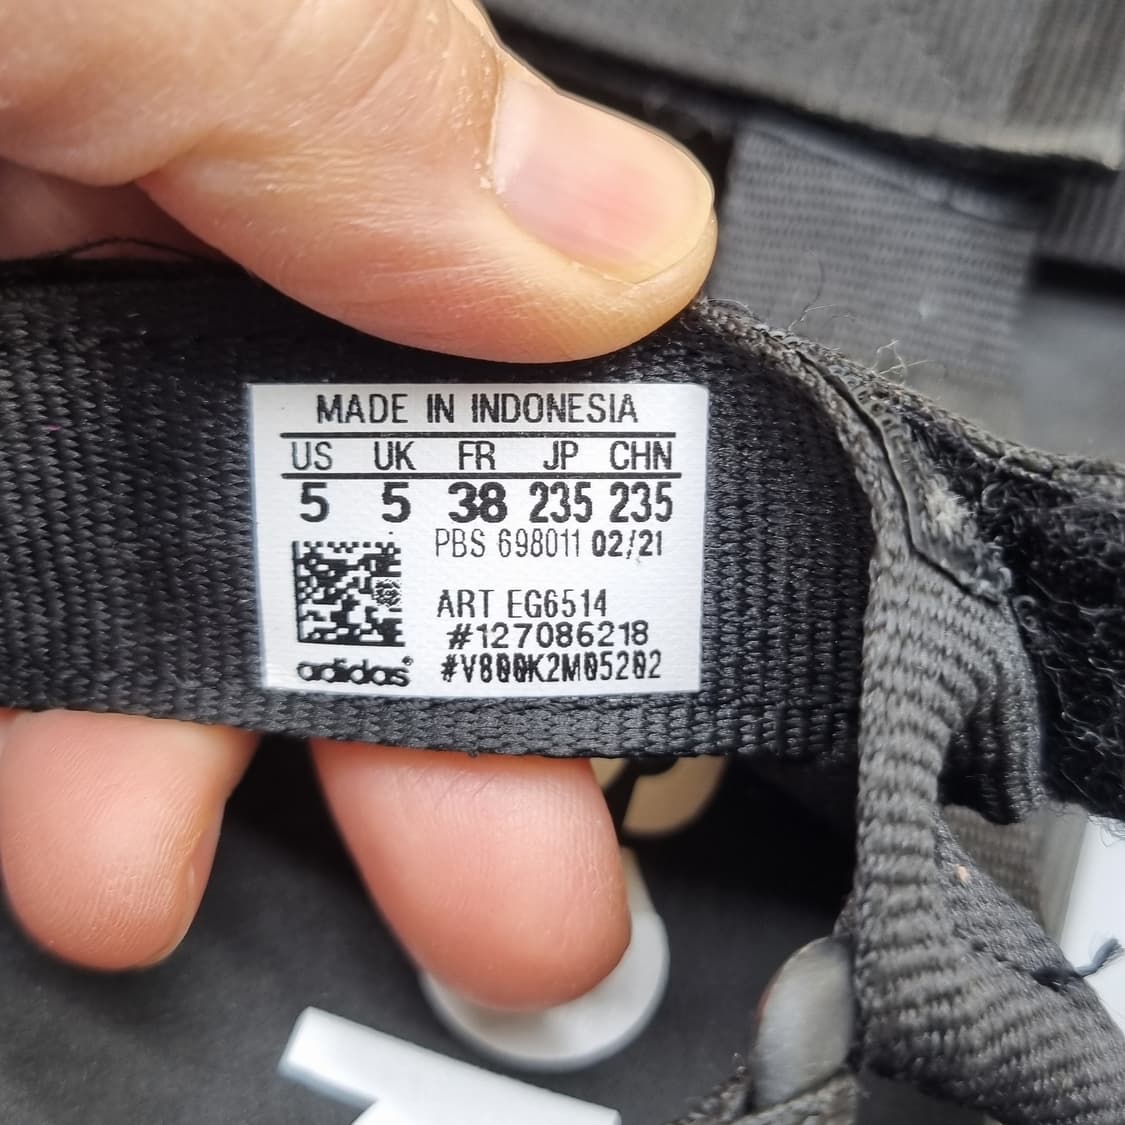 MADE IN INDONESIA
US UK FR JP CHN
5 5 38 235 235
PBS 698011 02/21
ART EG6514
#127086218
#V800K2M05202
adidas®